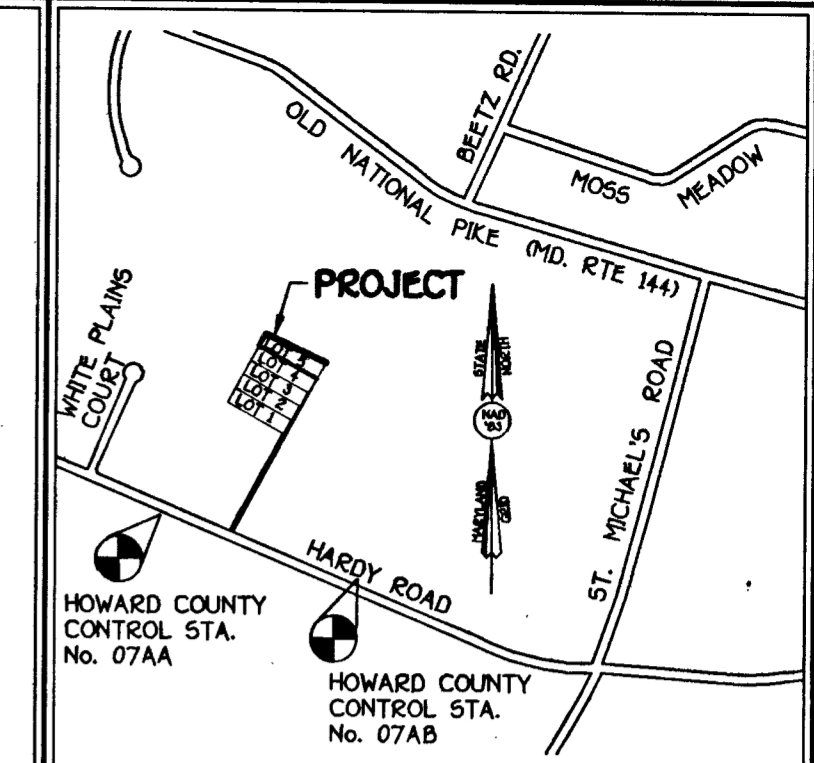 BEETZ RD.
OLD NATIONAL PIKE (MD. RTE 144)
MOSS MEADOW
PROJECT
WHITE PLAINS
COURT
LOT 5
LOT 4
LOT 3
LOT 2
LOT 1
STATE NORTH
NAD
'83
MARYLAND GRID
ST. MICHAEL'S ROAD
HARDY ROAD
HOWARD COUNTY
CONTROL STA.
No. 07AA
HOWARD COUNTY
CONTROL STA.
No. 07AB